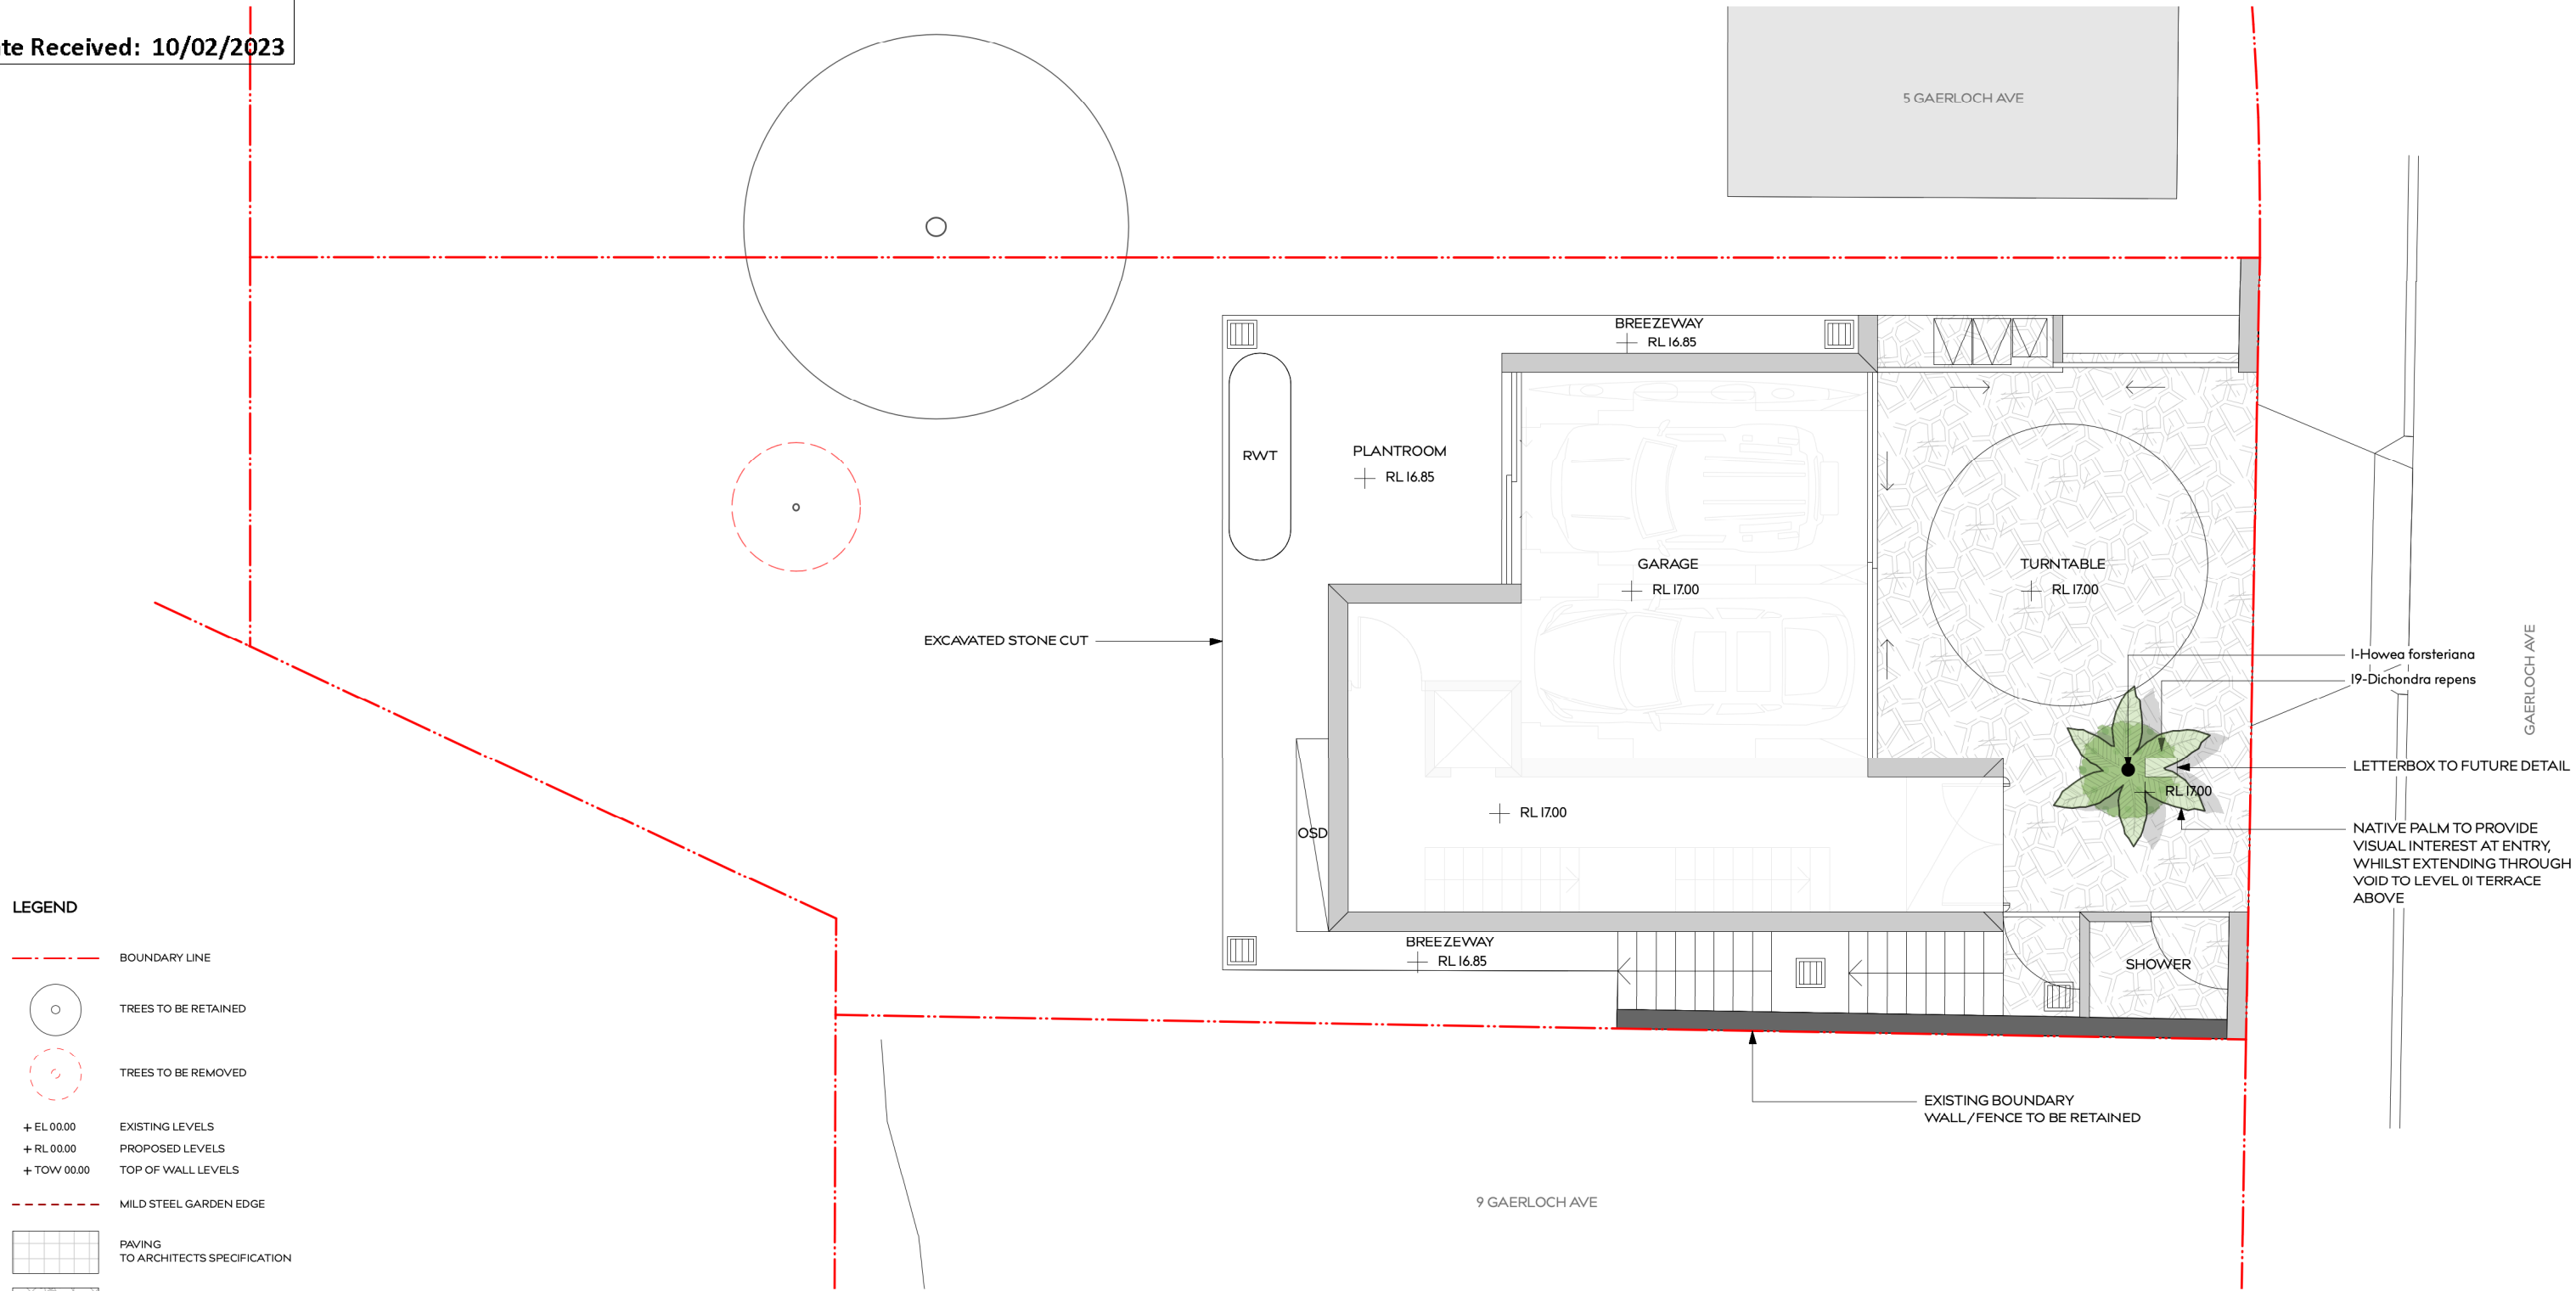 te Received: 10/02/2023
5 GAERLOCH AVE
BREEZEWAY
RL 16.85
RWT
PLANTROOM
RL 16.85
GARAGE
RL 17.00
TURNTABLE
RL 17.00
EXCAVATED STONE CUT
1-Howea forsteriana
19-Dichondra repens
GAERLOCH AVE
LETTERBOX TO FUTURE DETAIL
RL 17.00
RL 17.00
OSD
NATIVE PALM TO PROVIDE
VISUAL INTEREST AT ENTRY,
WHILST EXTENDING THROUGH
VOID TO LEVEL 01 TERRACE
ABOVE
BREEZEWAY
RL 16.85
SHOWER
EXISTING BOUNDARY
WALL/FENCE TO BE RETAINED
9 GAERLOCH AVE
LEGEND
BOUNDARY LINE
TREES TO BE RETAINED
TREES TO BE REMOVED
+ EL 00.00 EXISTING LEVELS
+ RL 00.00 PROPOSED LEVELS
+ TOW 00.00 TOP OF WALL LEVELS
MILD STEEL GARDEN EDGE
PAVING
TO ARCHITECTS SPECIFICATION